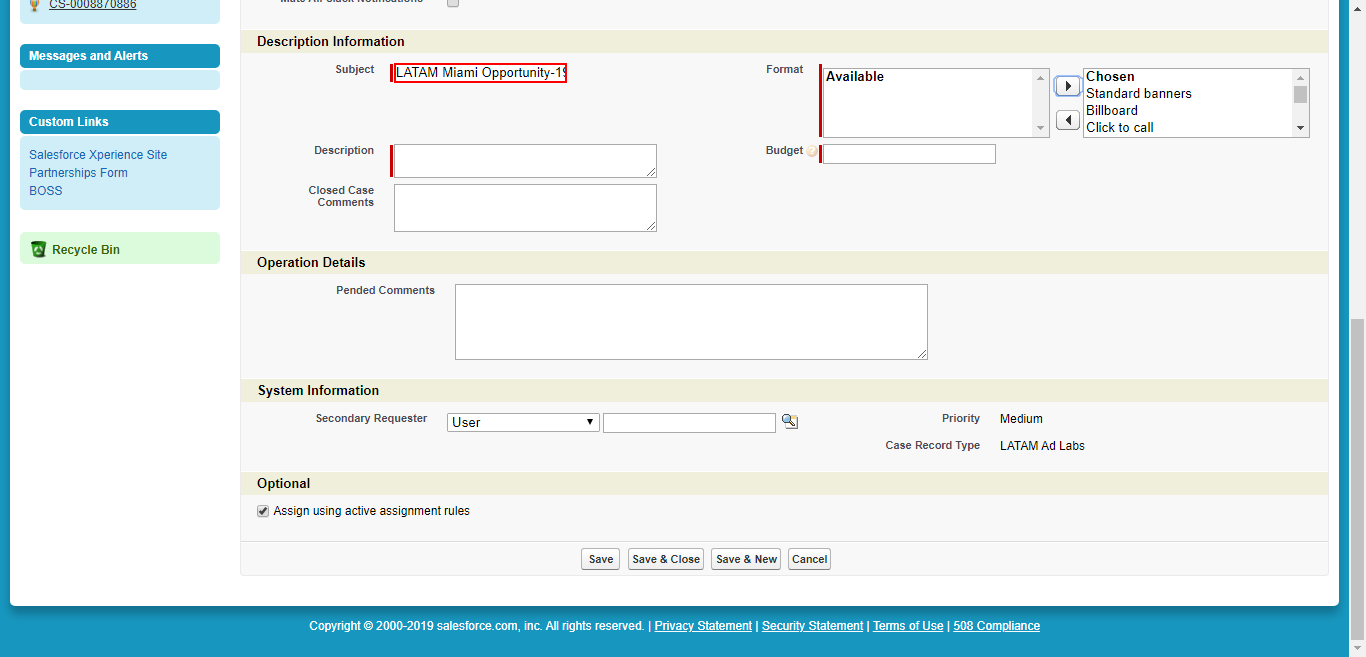 CS-0008870886
Messages and Alerts
Custom Links
Salesforce Xperience Site
Partnerships Form
BOSS
Recycle Bin
Description Information
Subject
LATAM Miami Opportunity-19
Format
Available
Chosen
Standard banners
Billboard
Click to call
Description
Budget
Closed Case
Comments
Operation Details
Pended Comments
System Information
Secondary Requester
User
Priority
Medium
Case Record Type
LATAM Ad Labs
Optional
Assign using active assignment rules
Save
Save & Close
Save & New
Cancel
Copyright © 2000-2019 salesforce.com, inc. All rights reserved. | Privacy Statement | Security Statement | Terms of Use | 508 Compliance